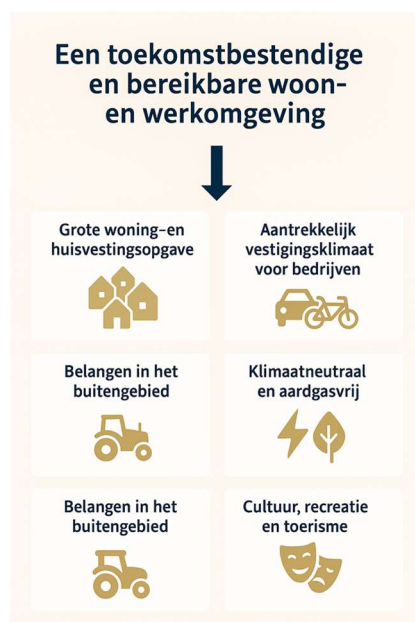 Een toekomstbestendige
en bereikbare woon-
en werkomgeving
Grote woning-en
huisvestingsopgave
Aantrekkelijk
vestigingsklimaat
voor bedrijven
Belangen in het
buitengebied
Klimaatneutraal
en aardgasvrij
Belangen in het
buitengebied
Cultuur, recreatie
en toerisme